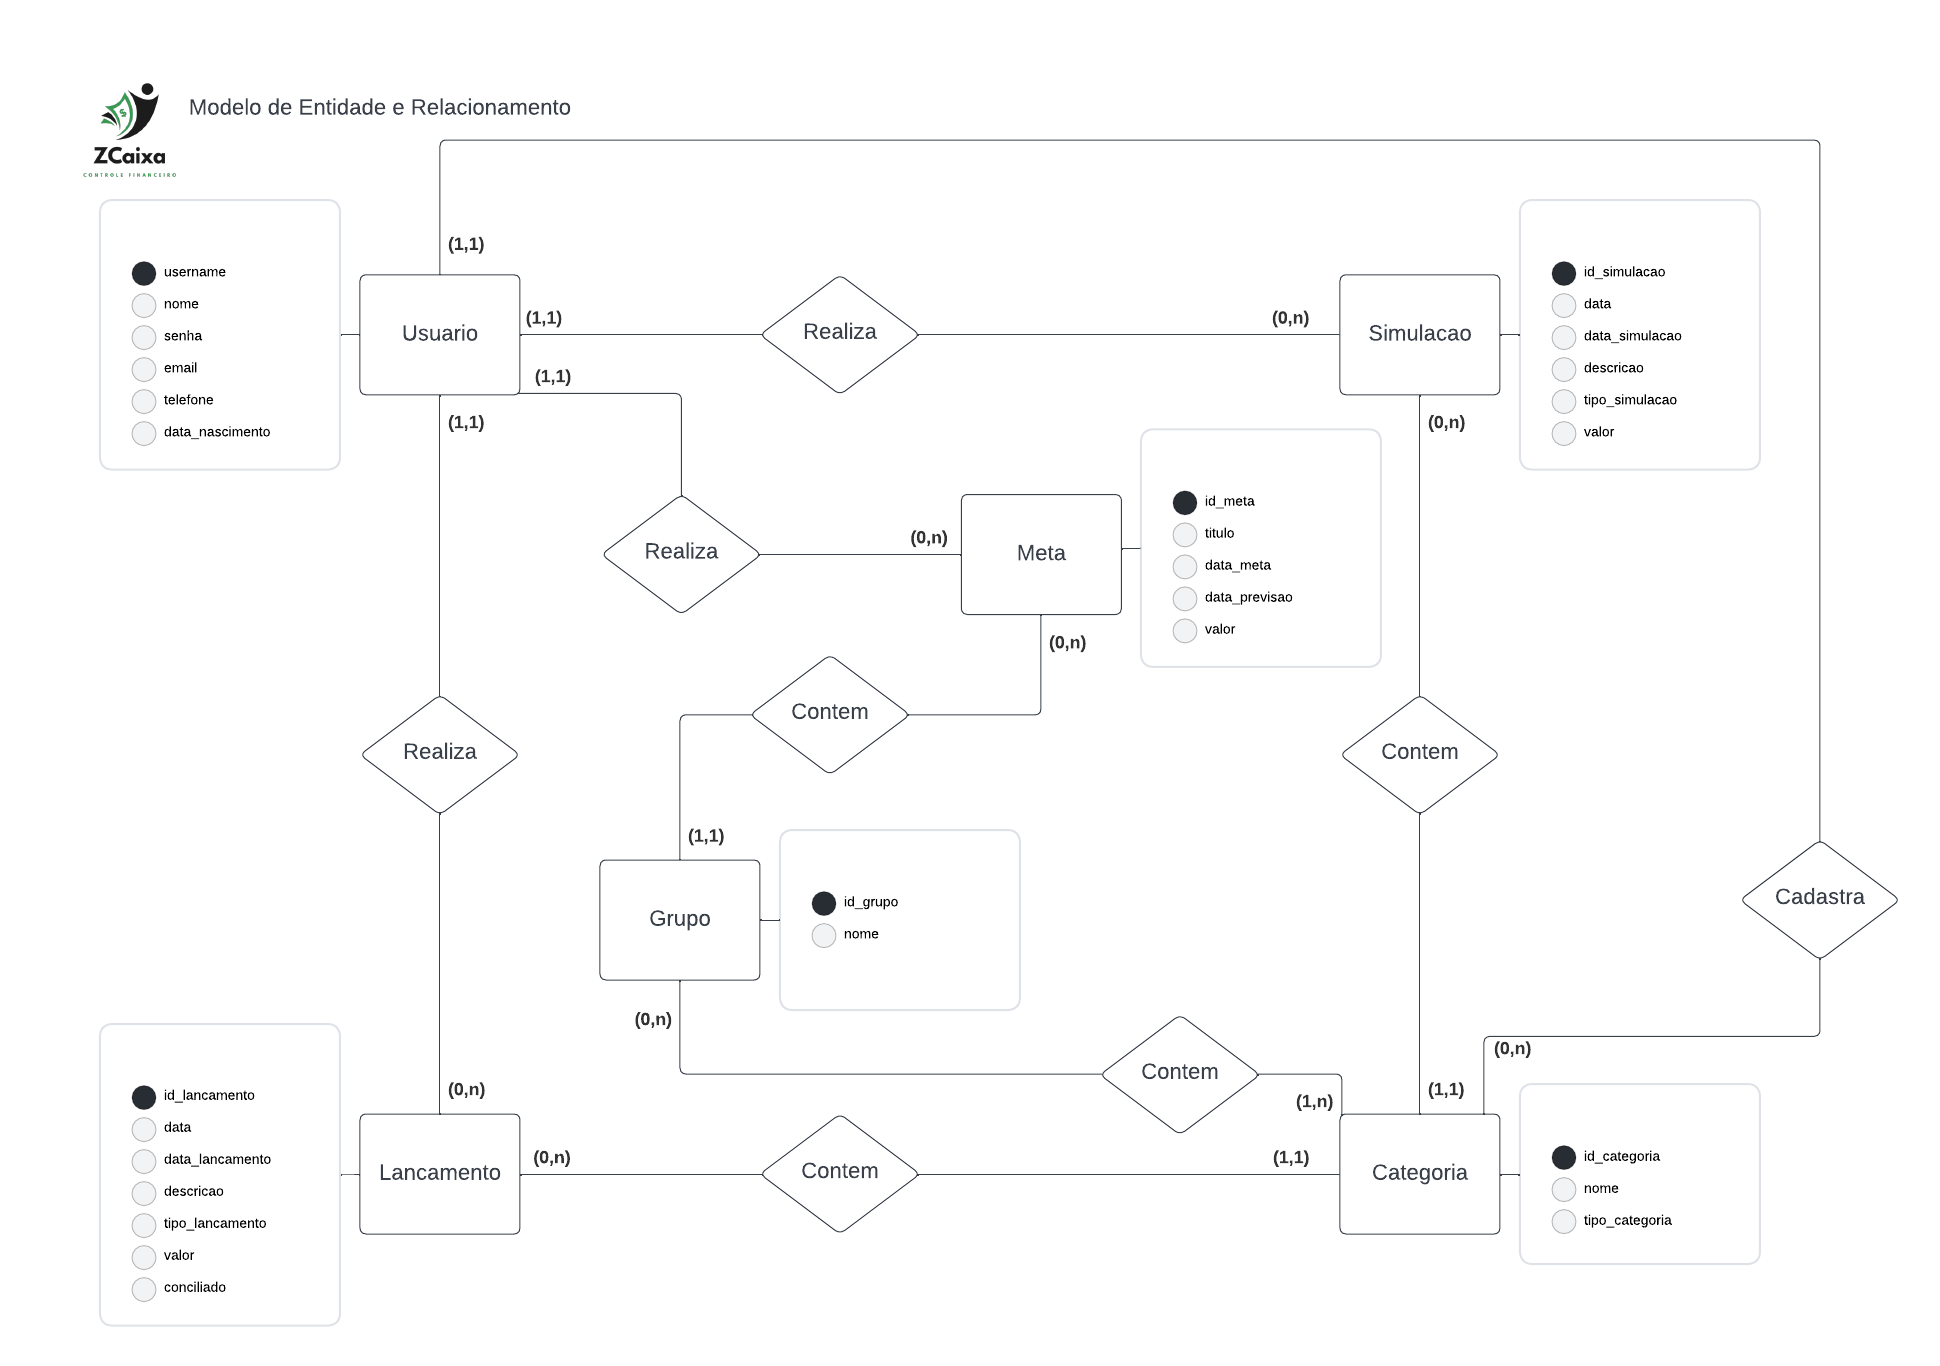 Modelo de Entidade e Relacionamento
$
ZCaixa
CONTROLE FINANCEIRO
(1,1)
username
nome
senha
email
telefone
data_nascimento
Usuario
(1,1)
Realiza
(0,n)
Simulacao
id_simulacao
data
data_simulacao
descricao
tipo_simulacao
valor
(1,1)
(1,1)
(0,n)
Realiza
(0,n)
Meta
id_meta
titulo
data_meta
data_previsao
valor
(0,n)
Contem
Realiza
Contem
(1,1)
Grupo
id_grupo
nome
Cadastra
(0,n)
Contem
(1,n)
(0,n)
(1,1)
(0,n)
id_lancamento
data
data_lancamento
descricao
tipo_lancamento
valor
conciliado
Lancamento
(0,n)
Contem
(1,1)
Categoria
id_categoria
nome
tipo_categoria